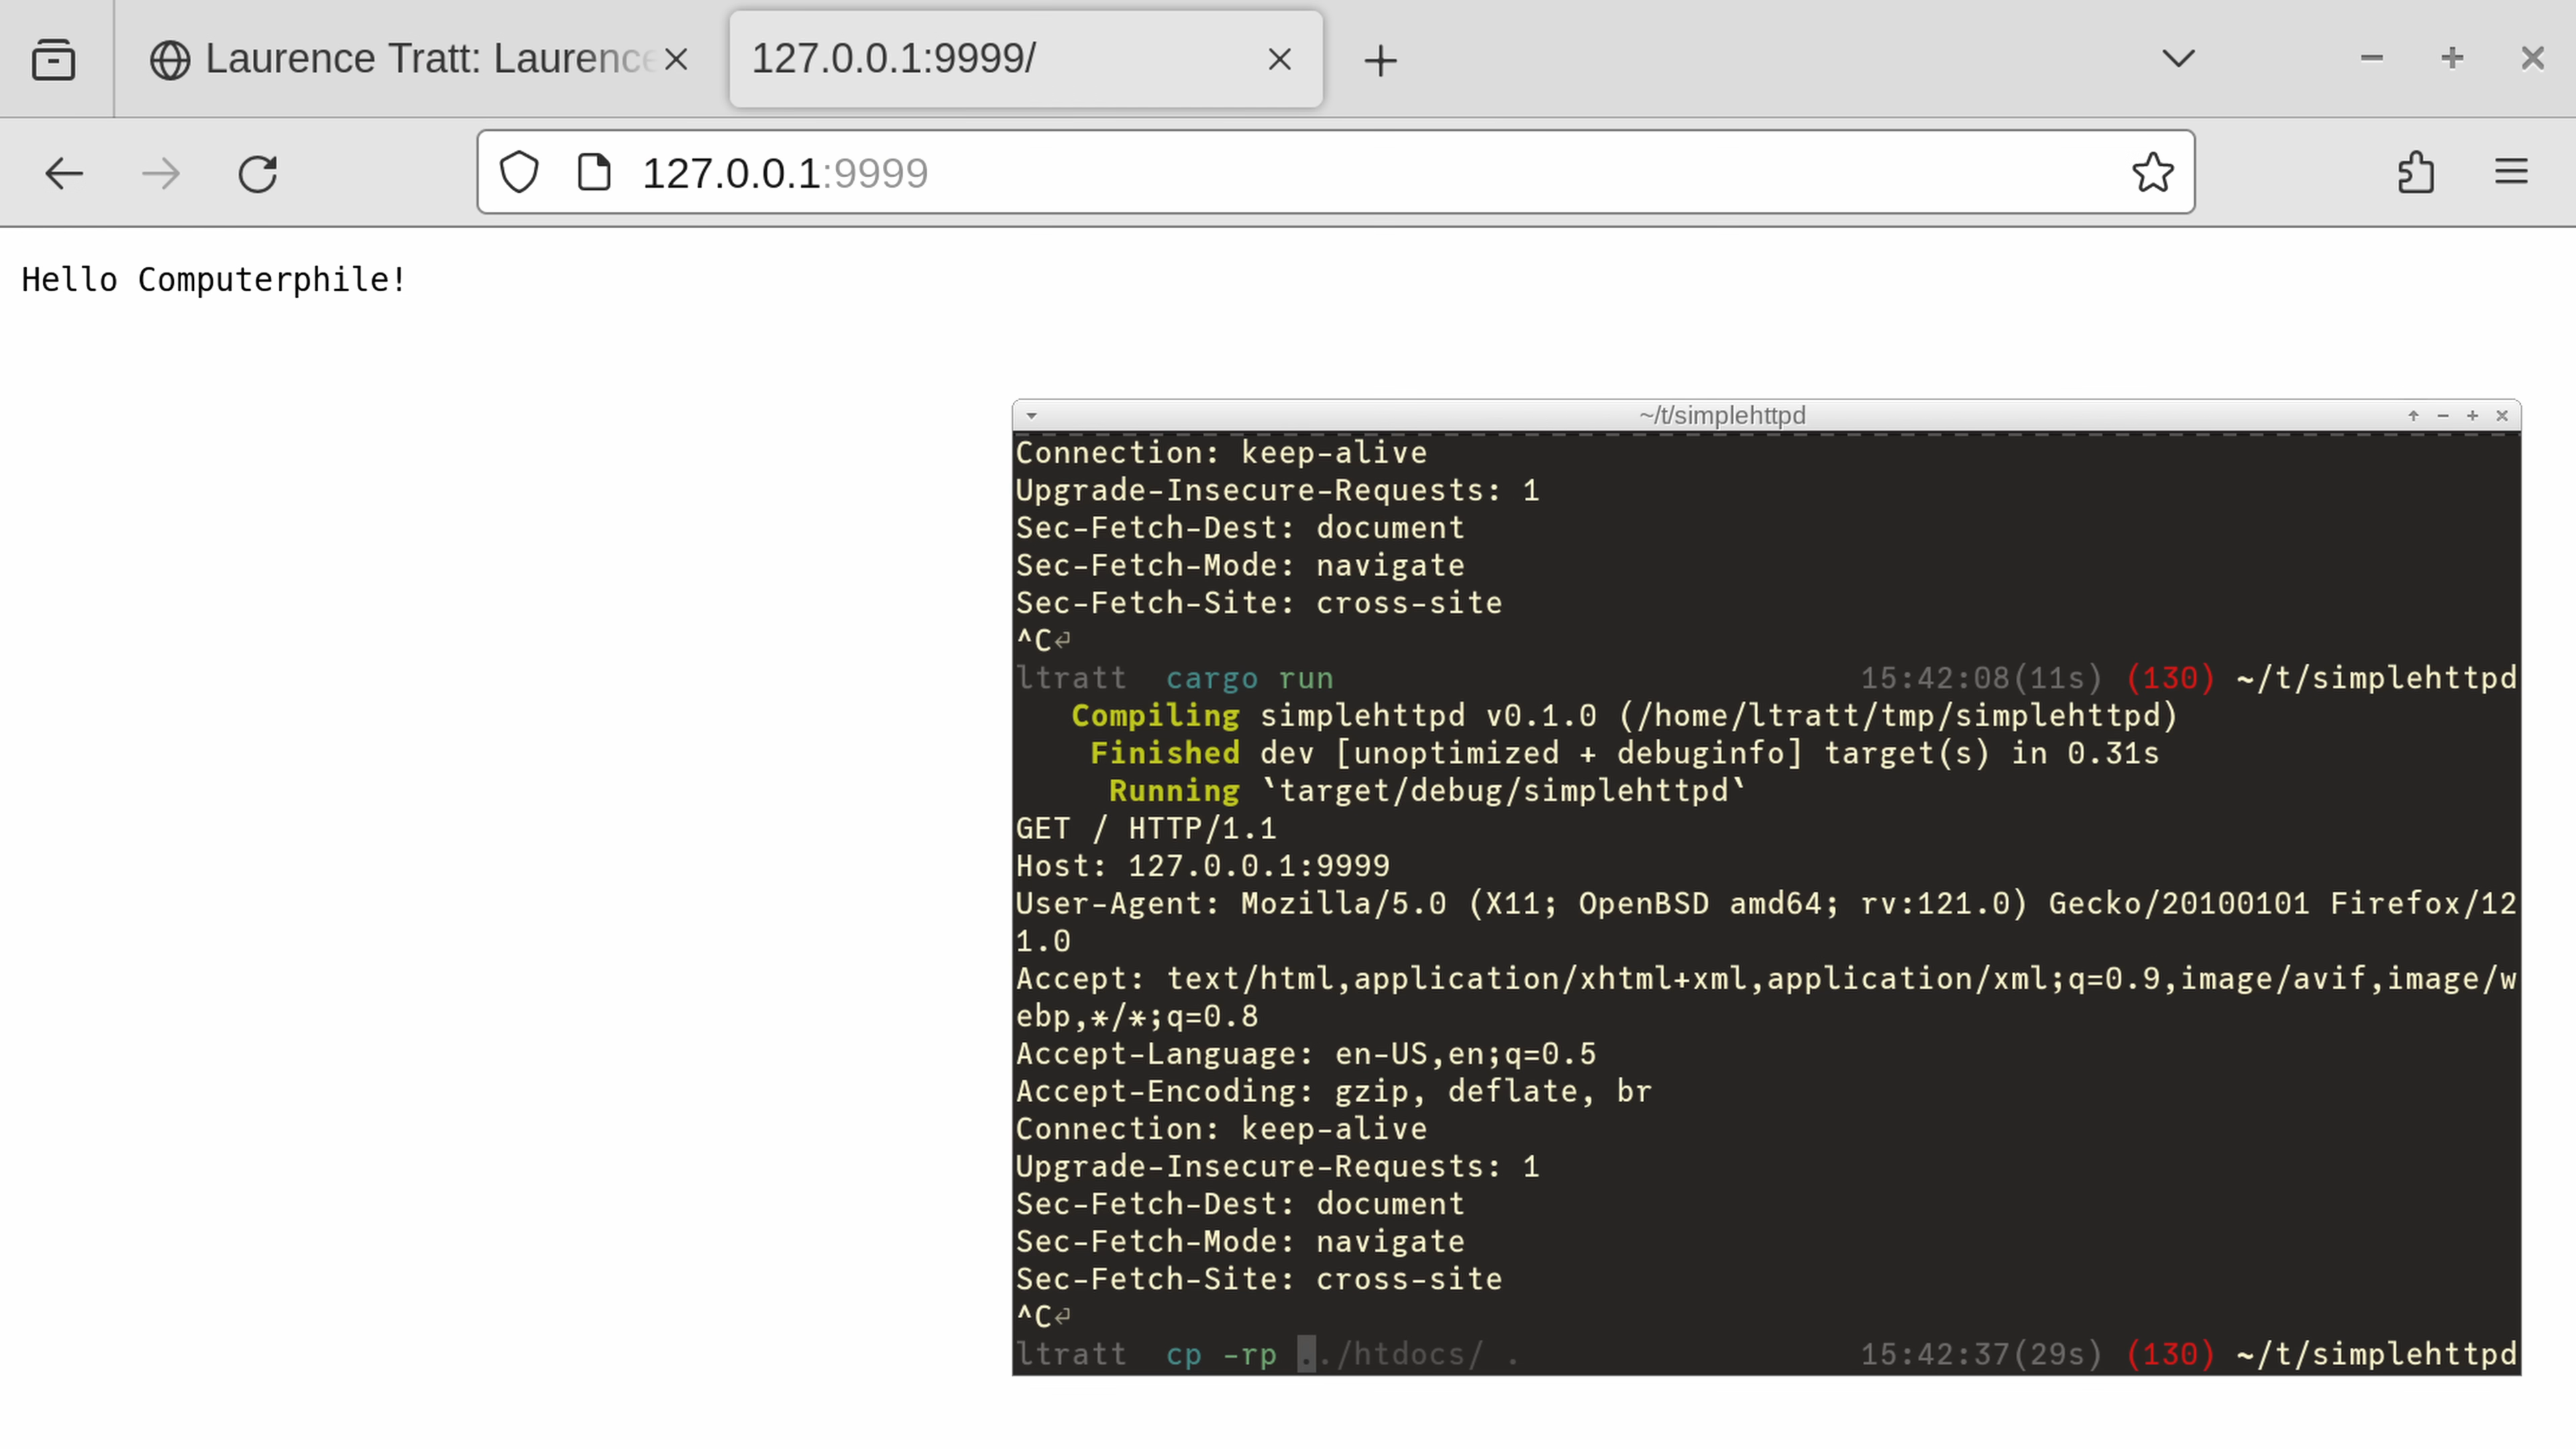 Laurence Tratt: Laurence
127.0.0.1:9999/
127.0.0.1:9999
Hello Computerphile!
~/t/simplehttpd
Connection: keep-alive
Upgrade-Insecure-Requests: 1
Sec-Fetch-Dest: document
Sec-Fetch-Mode: navigate
Sec-Fetch-Site: cross-site
^C⏎
ltratt cargo run 15:42:08(11s) (130) ~/t/simplehttpd
Compiling simplehttpd v0.1.0 (/home/ltratt/tmp/simplehttpd)
Finished dev [unoptimized + debuginfo] target(s) in 0.31s
Running `target/debug/simplehttpd`
GET / HTTP/1.1
Host: 127.0.0.1:9999
User-Agent: Mozilla/5.0 (X11; OpenBSD amd64; rv:121.0) Gecko/20100101 Firefox/12
1.0
Accept: text/html,application/xhtml+xml,application/xml;q=0.9,image/avif,image/w
ebp,*/*;q=0.8
Accept-Language: en-US,en;q=0.5
Accept-Encoding: gzip, deflate, br
Connection: keep-alive
Upgrade-Insecure-Requests: 1
Sec-Fetch-Dest: document
Sec-Fetch-Mode: navigate
Sec-Fetch-Site: cross-site
^C⏎
ltratt cp -rp ../htdocs/ . 15:42:37(29s) (130) ~/t/simplehttpd